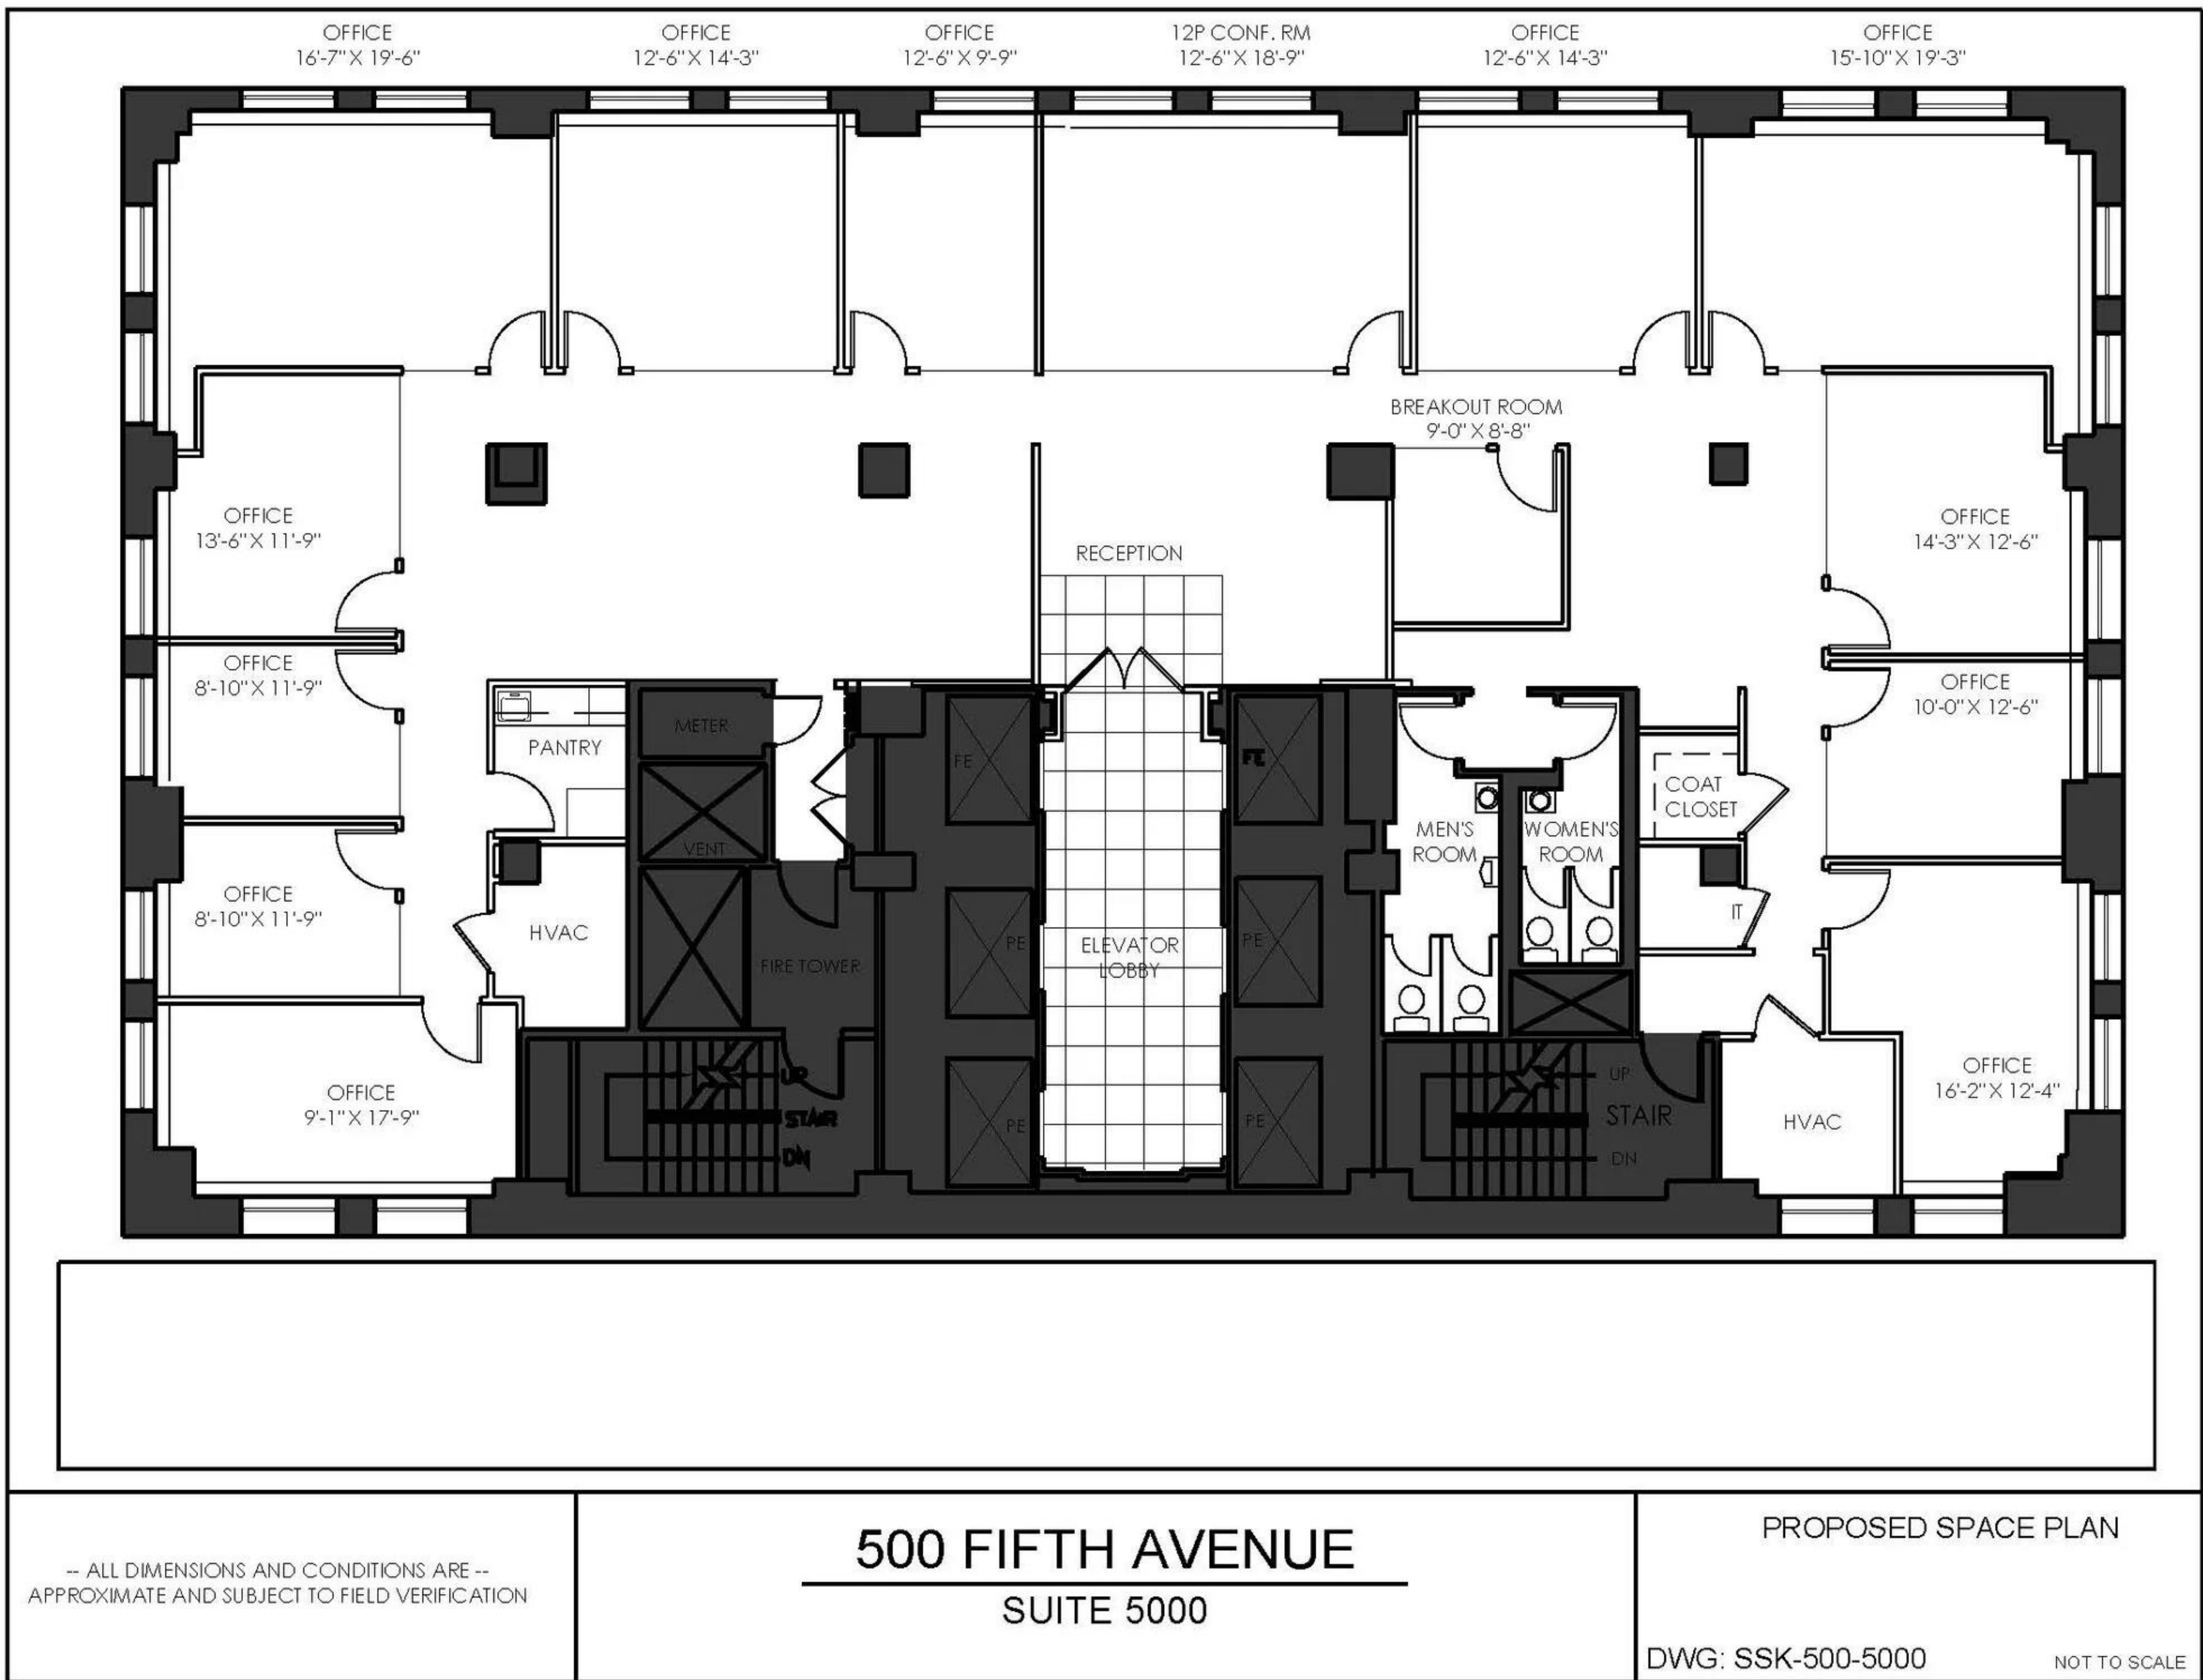 OFFICE
16'-7" X 19'-6"
OFFICE
12'-6" X 14'-3"
OFFICE
12'-6" X 9'-9"
12P CONF. RM
12'-6" X 18'-9"
OFFICE
12'-6" X 14'-3"
OFFICE
15'-10" X 19'-3"
BREAKOUT ROOM
9'-0" X 8'-8"
OFFICE
13'-6" X 11'-9"
RECEPTION
OFFICE
14'-3" X 12'-6"
OFFICE
8'-10" X 11'-9"
OFFICE
10'-0" X 12'-6"
PANTRY
METER
FE
FE
COAT
CLOSET
MEN'S
ROOM
WOMEN'S
ROOM
VENT
OFFICE
8'-10" X 11'-9"
HVAC
FIRE TOWER
PE
ELEVATOR
LOBBY
PE
IT
OFFICE
9'-1" X 17'-9"
UP
STAIR
DN
PE
PE
UP
STAIR
DN
HVAC
OFFICE
16'-2" X 12'-4"
-- ALL DIMENSIONS AND CONDITIONS ARE --
APPROXIMATE AND SUBJECT TO FIELD VERIFICATION
500 FIFTH AVENUE
SUITE 5000
PROPOSED SPACE PLAN
DWG: SSK-500-5000
NOT TO SCALE